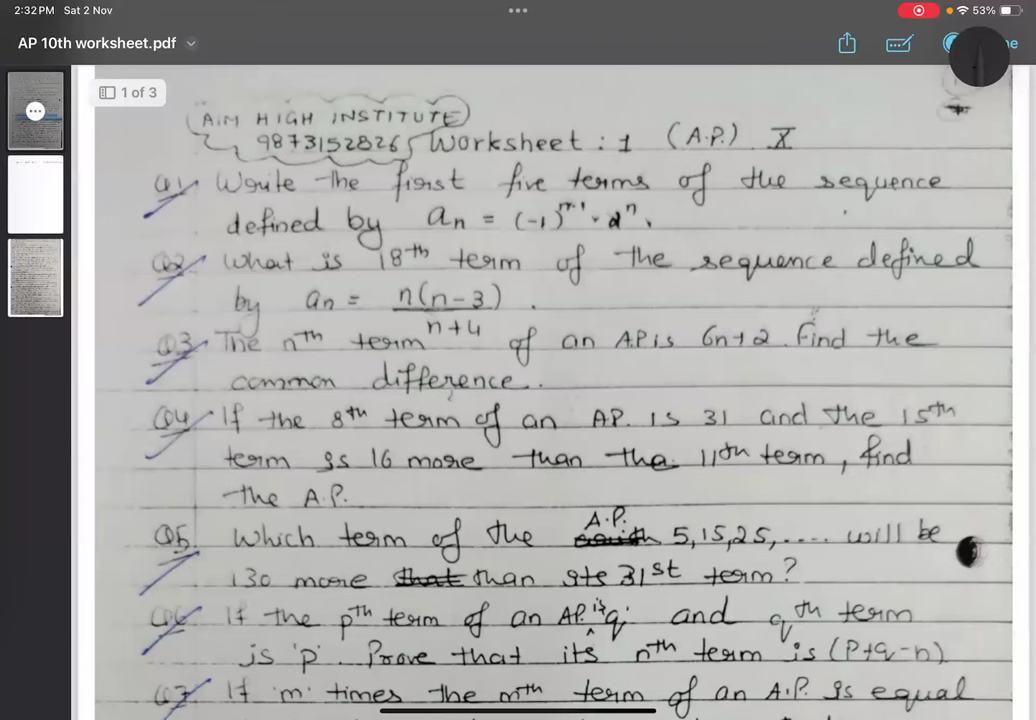 2:32 PM Sat 2 Nov
53%
AP 10th worksheet.pdf
1 of 3
AIM HIGH INSTITUTE
9873152826 Worksheet : 1 (A.P.) X
Q1 Write the first five terms of the sequence
defined by an = (-1)^n-1 · 2^n.
Q2 What is 18th term of the sequence defined
by an = n(n-3)
n+4
Q3 The nth term of an A.P is 6n+2. Find the
common difference.
Q4 If the 8th term of an AP. is 31 and the 15th
term is 16 more than the 11th term, find
the A.P.
A.P.
Q5 Which term of the 5,15,25,.... will be
130 more than its 31st term?
Q6 If the pth term of an AP. is 'q' and qth term
is 'p'. Prove that its nth term is (P+q-n)
Q7 If 'm' times the mth term of an A.P. is equal